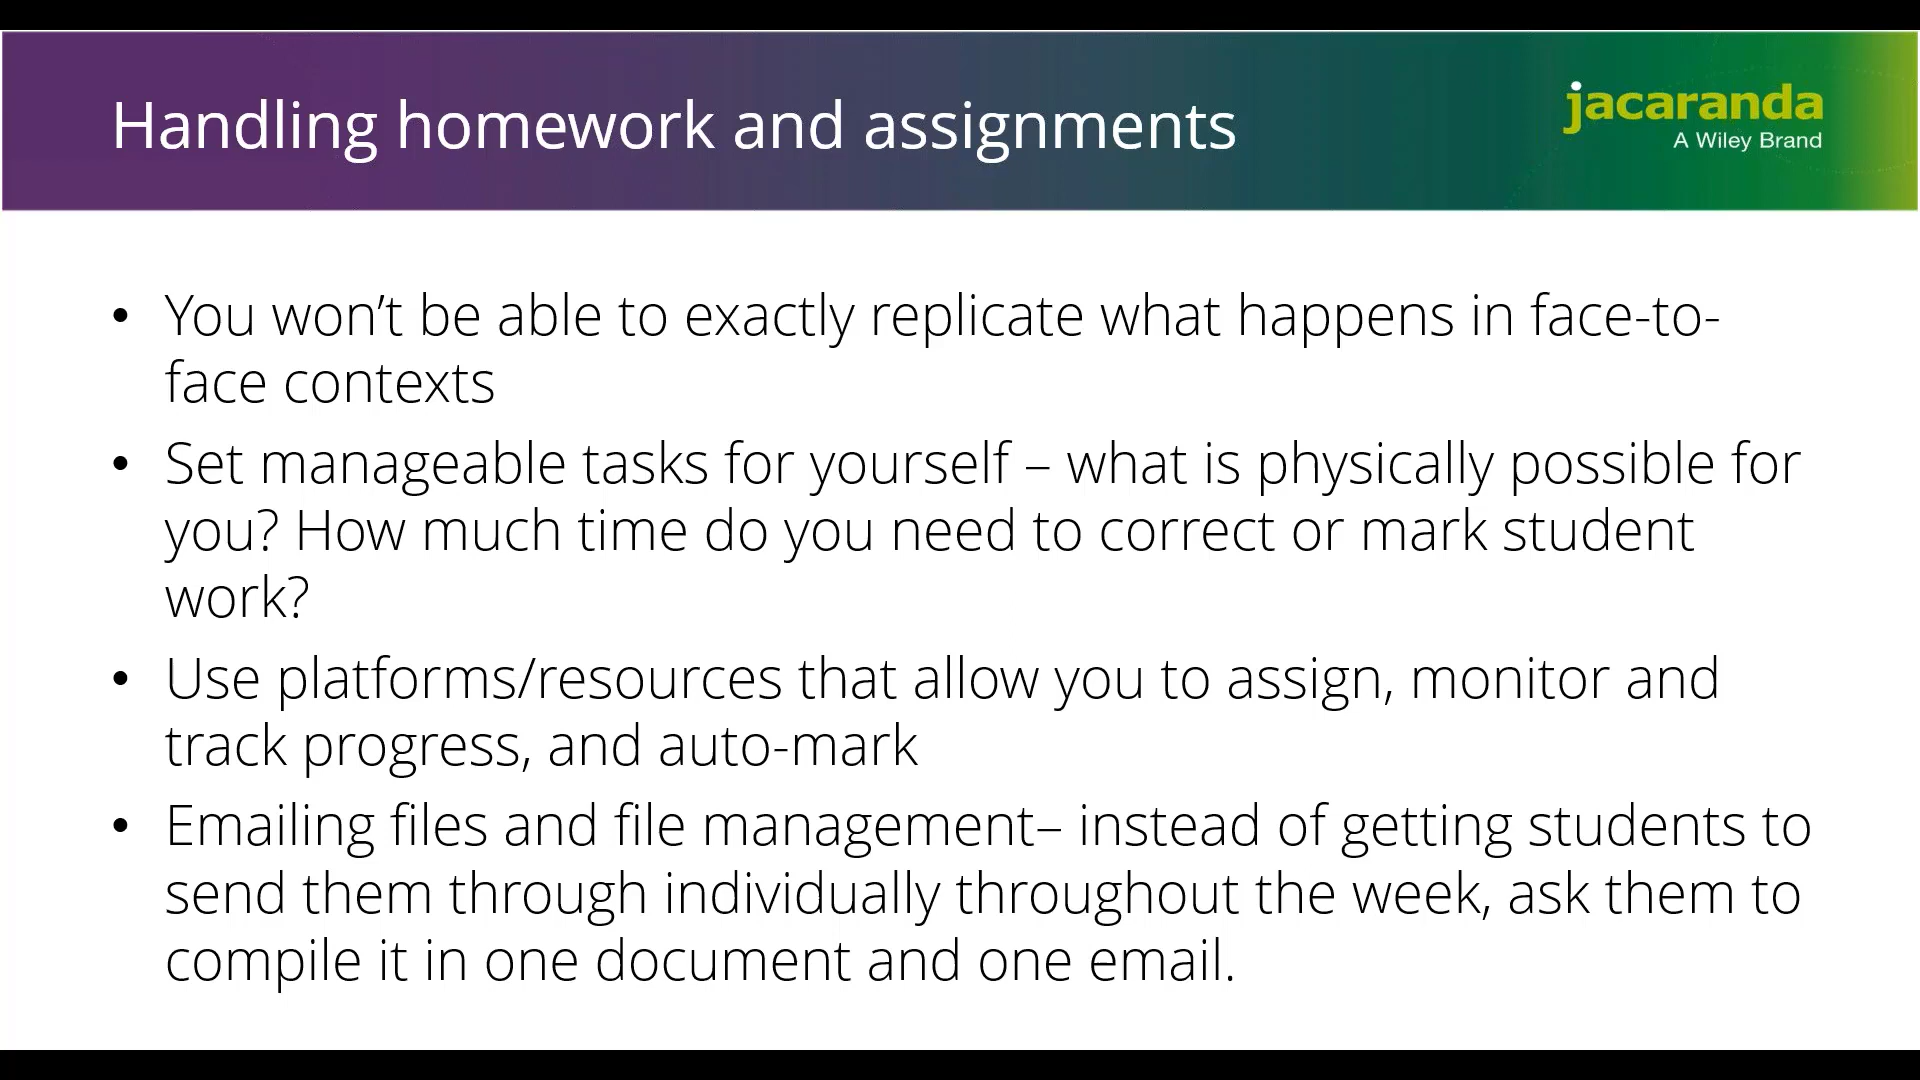 Handling homework and assignments
jacaranda
A Wiley Brand
• You won’t be able to exactly replicate what happens in face-to-
face contexts
• Set manageable tasks for yourself – what is physically possible for
you? How much time do you need to correct or mark student
work?
• Use platforms/resources that allow you to assign, monitor and
track progress, and auto-mark
• Emailing files and file management– instead of getting students to
send them through individually throughout the week, ask them to
compile it in one document and one email.